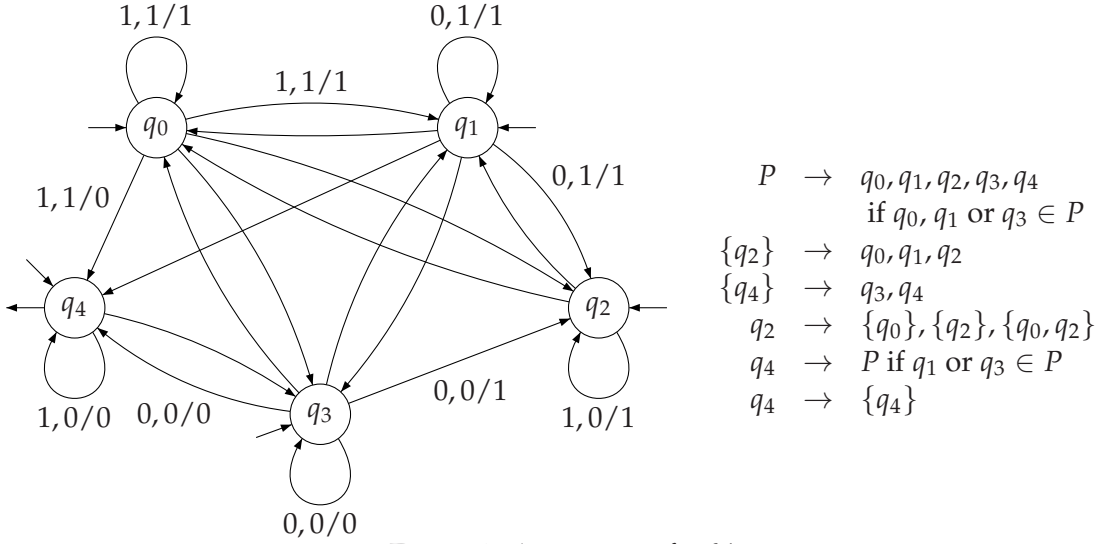 1, 1/1
0, 1/1
1, 1/1
q0
q1
0, 1/1
1, 1/0
q4
q2
1, 0/0
0, 0/0
q3
0, 0/1
1, 0/1
0, 0/0
P → q0, q1, q2, q3, q4
if q0, q1 or q3 ∈ P
{q2} → q0, q1, q2
{q4} → q3, q4
q2 → {q0}, {q2}, {q0, q2}
q4 → P if q1 or q3 ∈ P
q4 → {q4}